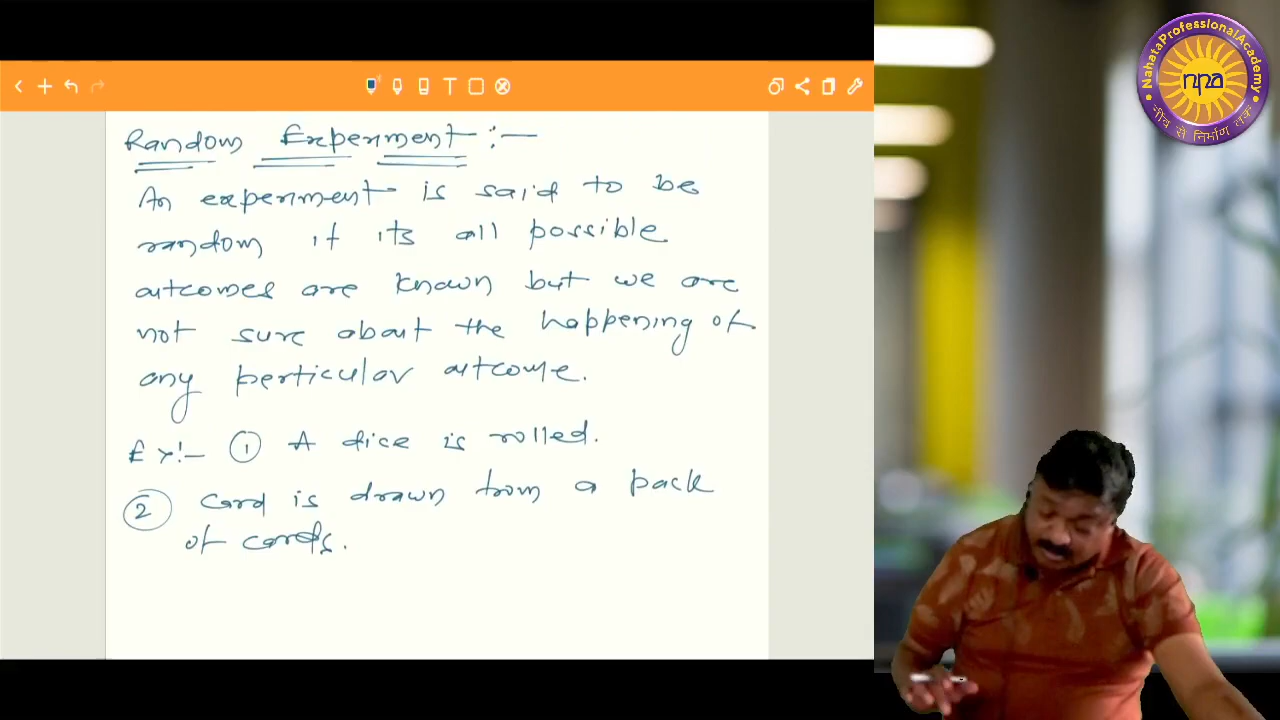 Random Experiment :-
An experiment is said to be
random if its all possible
outcomes are known but we are
not sure about the happening of
any perticular outcome.
Ex:- ① A dice is rolled.
② Card is drawn from a pack
of cards.
T
NahataProfessionalAcademy
npa
नींव से निर्माण तक